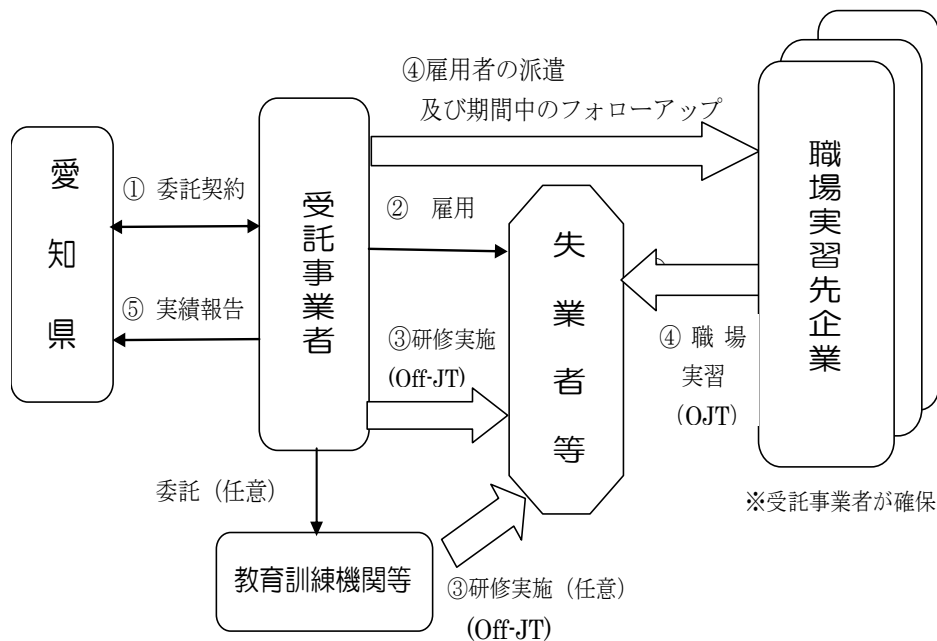 ④雇用者の派遣
及び期間中のフォローアップ
愛知県
① 委託契約
受託事業者
② 雇用
失業者等
職場実習先企業
⑤ 実績報告
③研修実施
(Off-JT)
④ 職 場
実習
（OJT）
委託（任意）
※受託事業者が確保
教育訓練機関等
③研修実施（任意）
(Off-JT)